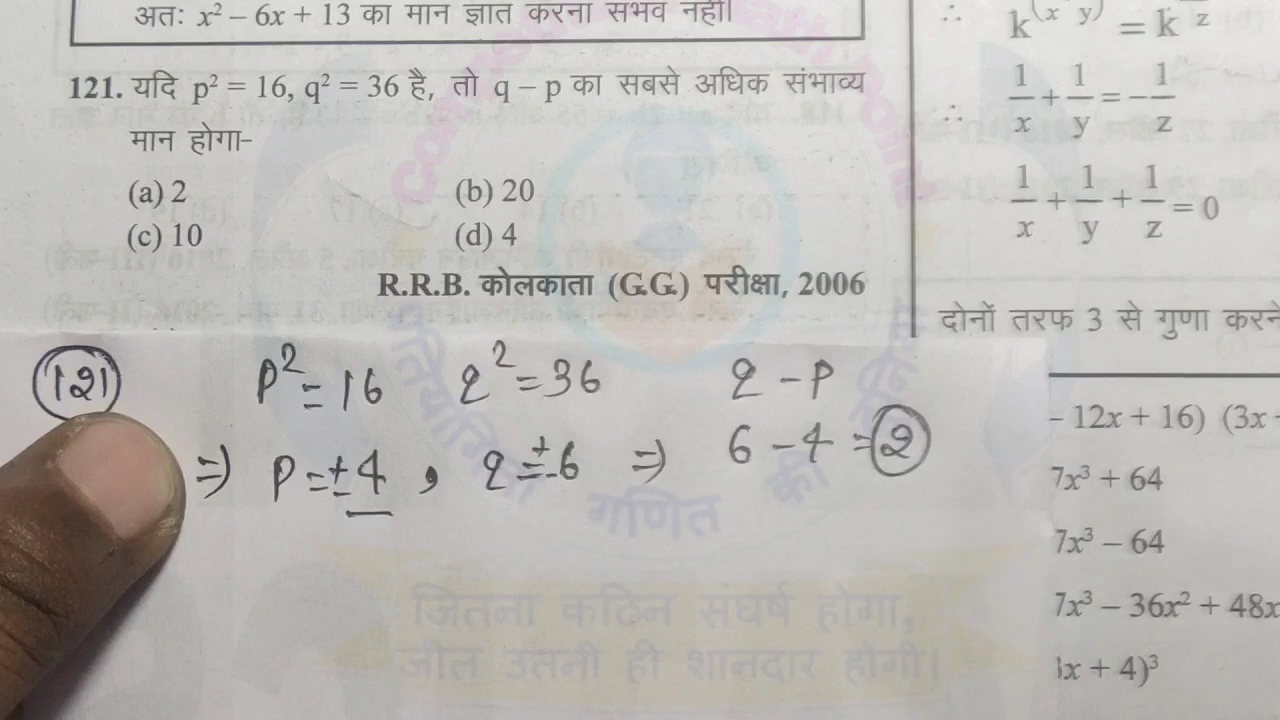 अतः x² – 6x + 13 का मान ज्ञात करना संभव नहीं।
121. यदि p² = 16, q² = 36 है, तो q – p का सबसे अधिक संभाव्य
मान होगा-
(a) 2 (b) 20
(c) 10 (d) 4
R.R.B. कोलकाता (G.G.) परीक्षा, 2006
(121) p² = 16 q² = 36 q – p
⇒ p = ± 4 , q = ± 6 ⇒ 6 – 4 = 2
गणित की
जितना कठिन संघर्ष होगा,
जीत उतनी ही शानदार होगी।
∴ k^(x y) = k^z
∴ 1/x + 1/y = – 1/z
1/x + 1/y + 1/z = 0
दोनों तरफ 3 से गुणा करने
– 12x + 16) (3x
7x³ + 64
7x³ – 64
7x³ – 36x² + 48x
x + 4)³